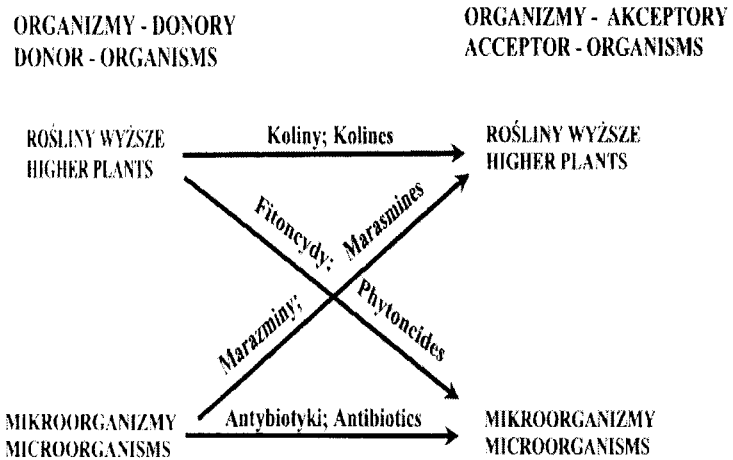 ORGANIZMY - DONORY
DONOR - ORGANISMS
ORGANIZMY - AKCEPTORY
ACCEPTOR - ORGANISMS
ROŚLINY WYŻSZE
HIGHER PLANTS
Koliny; Kolines
ROŚLINY WYŻSZE
HIGHER PLANTS
Fitoncydy; Phytoncides
Marazminy; Marasmines
MIKROORGANIZMY
MICROORGANISMS
Antybiotyki; Antibiotics
MIKROORGANIZMY
MICROORGANISMS